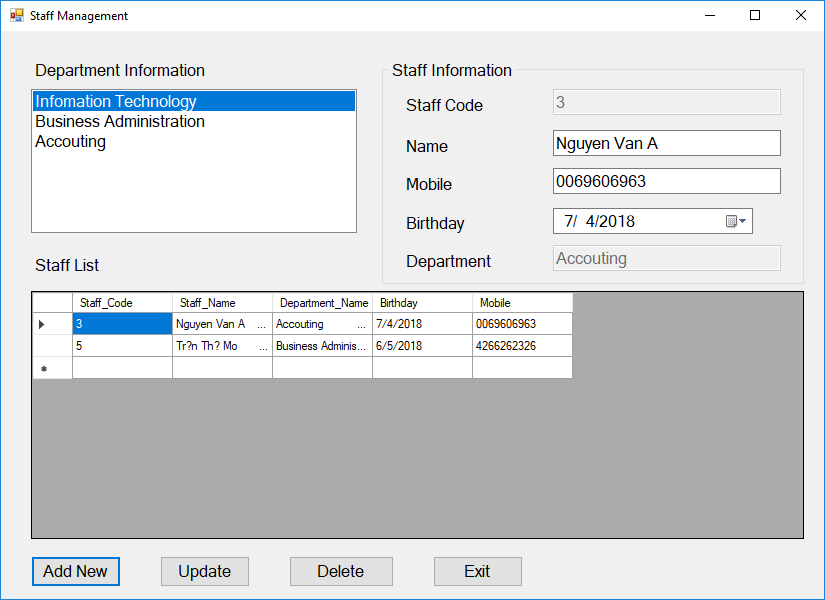 Staff Management
Department Information
Infomation Technology
Business Administration
Accouting
Staff Information
Staff Code 3
Name Nguyen Van A
Mobile 0069606963
Birthday 7/ 4/2018
Department Accouting
Staff List
Staff_Code Staff_Name Department_Name Birthday Mobile
3 Nguyen Van A ... Accouting ... 7/4/2018 0069606963
5 Tr?n Th? Mo ... Business Adminis... 6/5/2018 4266262326
Add New Update Delete Exit